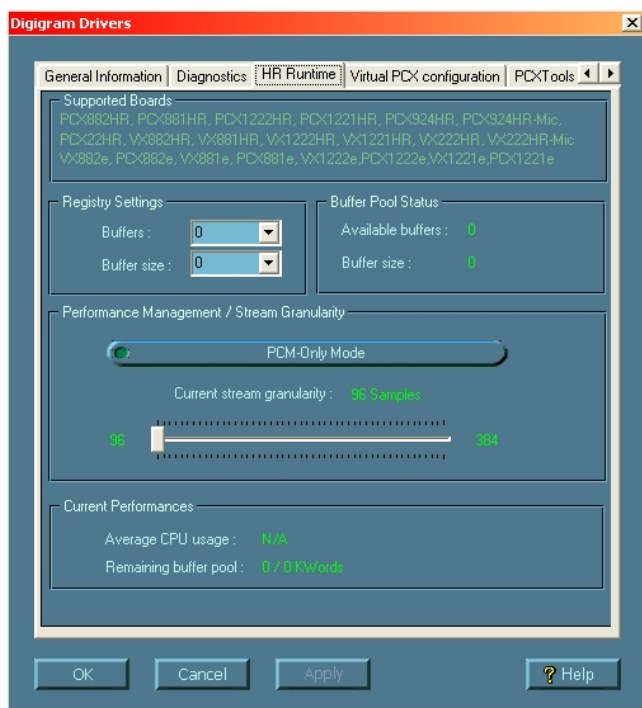 Digigram Drivers
General Information Diagnostics HR Runtime Virtual PCX configuration PCXTools
Supported Boards
PCX882HR, PCX881HR, PCX1222HR, PCX1221HR, PCX924HR, PCX924HR-Mic,
PCX22HR, VX882HR, VX881HR, VX1222HR, VX1221HR, VX222HR, VX222HR-Mic
VX882e, PCX882e, VX881e, PCX881e, VX1222e,PCX1222e,VX1221e,PCX1221e
Registry Settings
Buffers : 0
Buffer size : 0
Buffer Pool Status
Available buffers : 0
Buffer size : 0
Performance Management / Stream Granularity
PCM-Only Mode
Current stream granularity : 96 Samples
96 384
Current Performances
Average CPU usage : N/A
Remaining buffer pool : 0 / 0 KWords
OK Cancel Apply ? Help